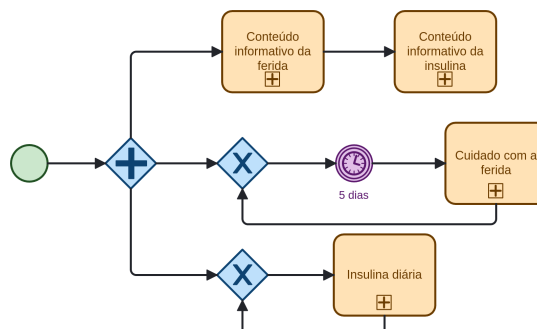 Conteúdo
informativo da
ferida
Conteúdo
informativo da
insulina
5 dias
Cuidado com a
ferida
Insulina diária